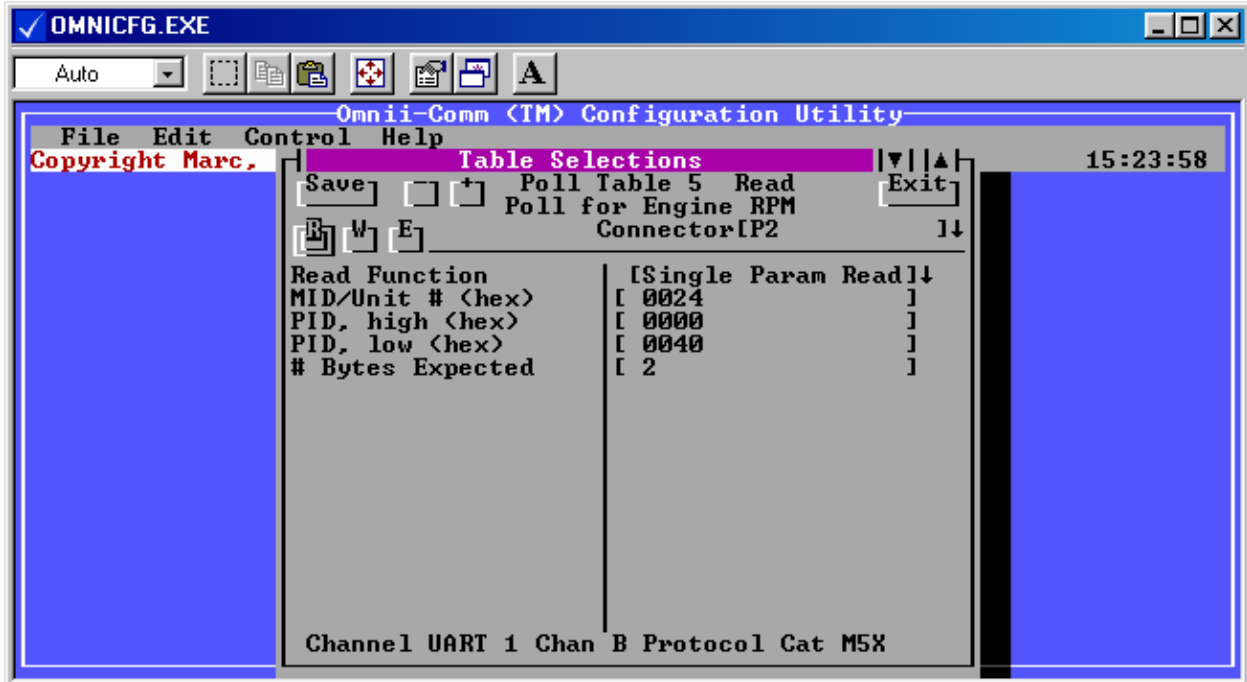 OMNICFG.EXE
Auto A
Omnii-Comm (TM) Configuration Utility
File Edit Control Help
Copyright Marc, Table Selections 15:23:58
Save + Poll Table 5 Read Exit
Poll for Engine RPM
R W E Connector[P2 ]↓
Read Function [Single Param Read]↓
MID/Unit # (hex) [ 0024 ]
PID, high (hex) [ 0000 ]
PID, low (hex) [ 0040 ]
# Bytes Expected [ 2 ]
Channel UART 1 Chan B Protocol Cat M5X